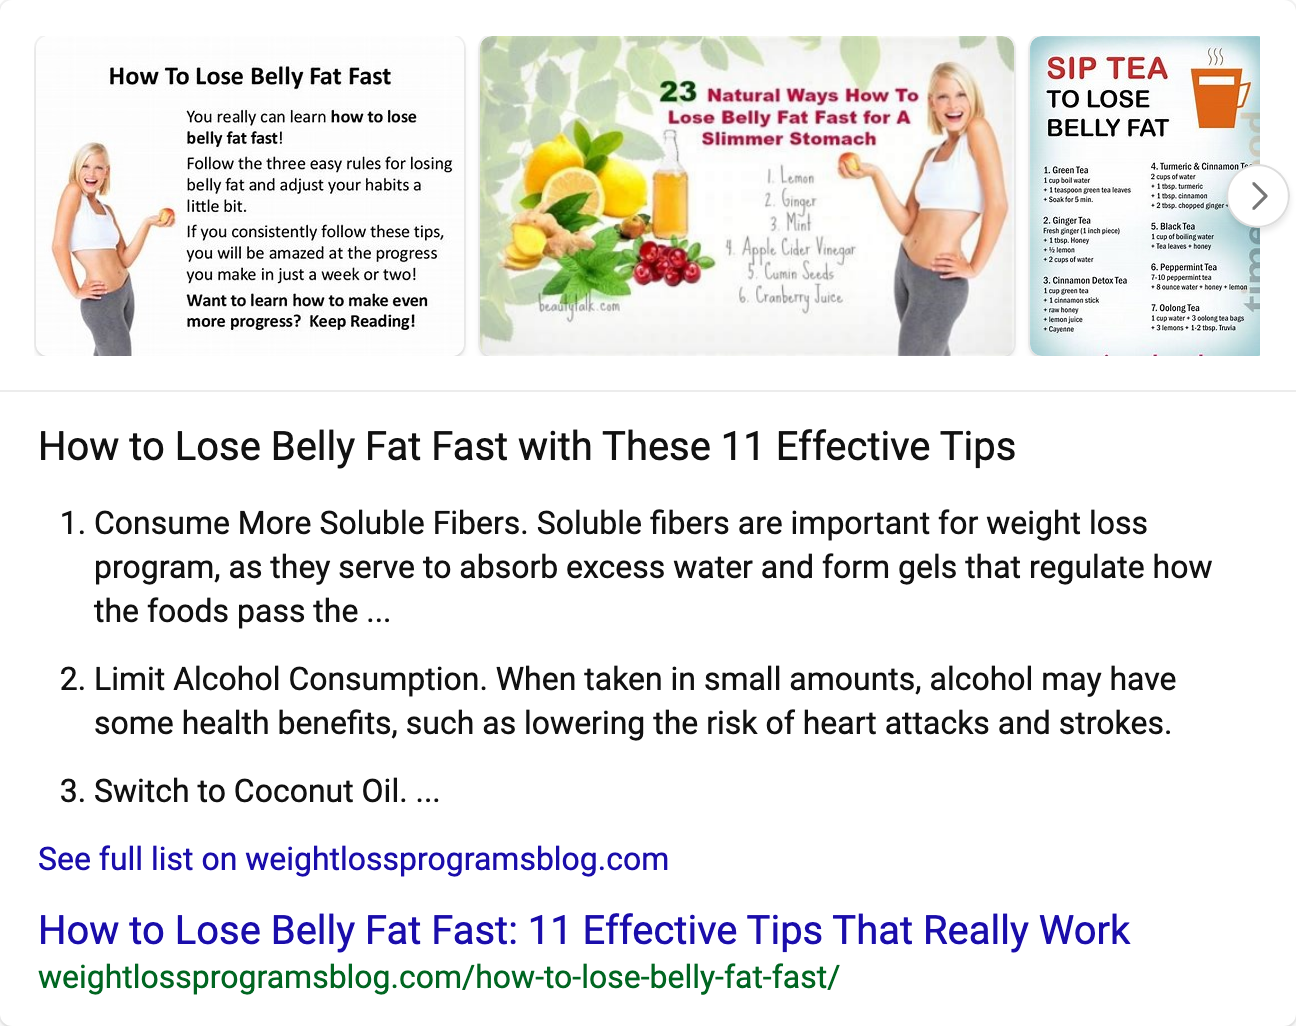 How To Lose Belly Fat Fast
You really can learn how to lose
belly fat fast!
Follow the three easy rules for losing
belly fat and adjust your habits a
little bit.
If you consistently follow these tips,
you will be amazed at the progress
you make in just a week or two!
Want to learn how to make even
more progress? Keep Reading!
23 Natural Ways How To
Lose Belly Fat Fast for A
Slimmer Stomach
1. Lemon
2. Ginger
3. Mint
4. Apple Cider Vinegar
5. Cumin Seeds
6. Cranberry Juice
beautytalk.com
SIP TEA
TO LOSE
BELLY FAT
1. Green Tea
1 cup boil water
+ 1 teaspoon green tea leaves
+ Soak for 5 min.
2. Ginger Tea
Fresh ginger (1 inch piece)
+ 1 tbsp. Honey
+ ½ lemon
+ 2 cups of water
3. Cinnamon Detox Tea
1 cup green tea
+ 1 cinnamon stick
+ raw honey
+ lemon juice
+ Cayenne
4. Turmeric & Cinnamon
2 cups of water
+ 1 tbsp. turmeric
+ 1 tbsp. cinnamon
+ 2 tbsp. chopped ginger +
5. Black Tea
1 cup of boiling water
+ Tea leaves + honey
6. Peppermint Tea
7-10 peppermint tea
+ 8 ounce water + honey + lemon
7. Oolong Tea
1 cup water + 3 oolong tea bags
+ 3 lemons + 1-2 tbsp. Truvia
How to Lose Belly Fat Fast with These 11 Effective Tips
1. Consume More Soluble Fibers. Soluble fibers are important for weight loss
program, as they serve to absorb excess water and form gels that regulate how
the foods pass the ...
2. Limit Alcohol Consumption. When taken in small amounts, alcohol may have
some health benefits, such as lowering the risk of heart attacks and strokes.
3. Switch to Coconut Oil. ...
See full list on weightlossprogramsblog.com
How to Lose Belly Fat Fast: 11 Effective Tips That Really Work
weightlossprogramsblog.com/how-to-lose-belly-fat-fast/